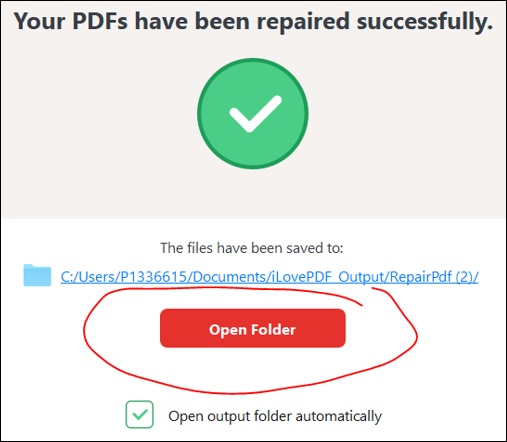 Your PDFs have been repaired successfully.
The files have been saved to:
C:/Users/P1336615/Documents/iLovePDF_Output/RepairPdf (2)/
Open Folder
Open output folder automatically